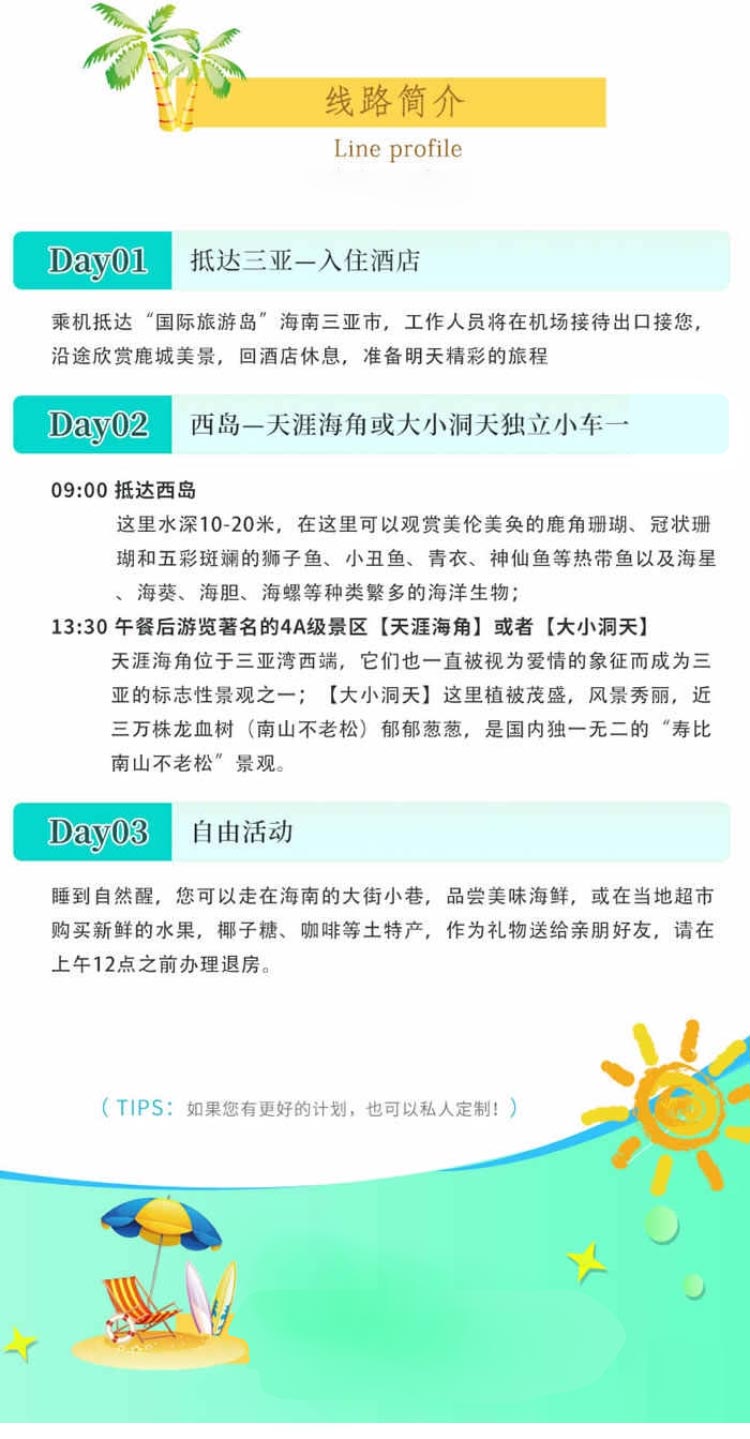 线路简介
Line profile
Day01 抵达三亚—入住酒店
乘机抵达“国际旅游岛”海南三亚市，工作人员将在机场接待出口接您，
沿途欣赏鹿城美景，回酒店休息，准备明天精彩的旅程
Day02 西岛—天涯海角或大小洞天独立小车一
09:00 抵达西岛
这里水深10-20米，在这里可以观赏美伦美奂的鹿角珊瑚、冠状珊
瑚和五彩斑斓的狮子鱼、小丑鱼、青衣、神仙鱼等热带鱼以及海星
、海葵、海胆、海螺等种类繁多的海洋生物；
13:30 午餐后游览著名的4A级景区【天涯海角】或者【大小洞天】
天涯海角位于三亚湾西端，它们也一直被视为爱情的象征而成为三
亚的标志性景观之一；【大小洞天】这里植被茂盛，风景秀丽，近
三万株龙血树（南山不老松）郁郁葱葱，是国内独一无二的“寿比
南山不老松”景观。
Day03 自由活动
睡到自然醒，您可以走在海南的大街小巷，品尝美味海鲜，或在当地超市
购买新鲜的水果，椰子糖、咖啡等土特产，作为礼物送给亲朋好友，请在
上午12点之前办理退房。
（TIPS：如果您有更好的计划，也可以私人定制！）